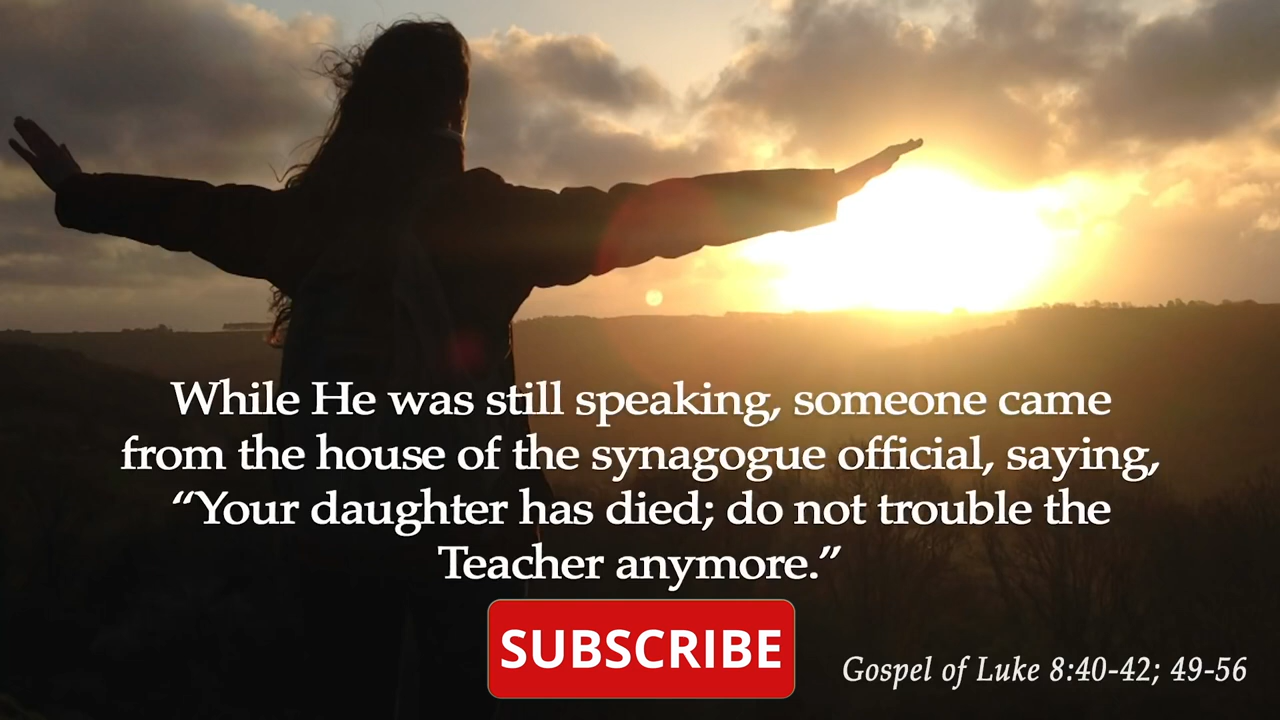 While He was still speaking, someone came
from the house of the synagogue official, saying,
“Your daughter has died; do not trouble the
Teacher anymore.”
SUBSCRIBE
Gospel of Luke 8:40-42; 49-56